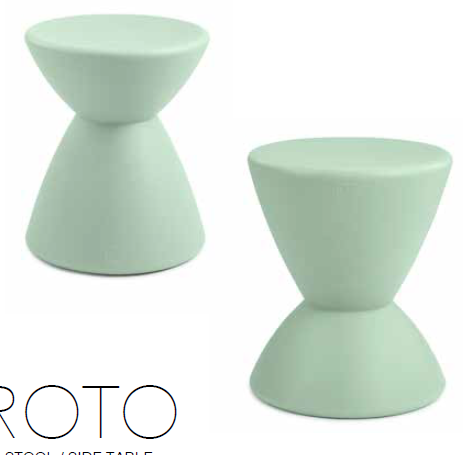 ROTO
STOOL / SIDE TABLE